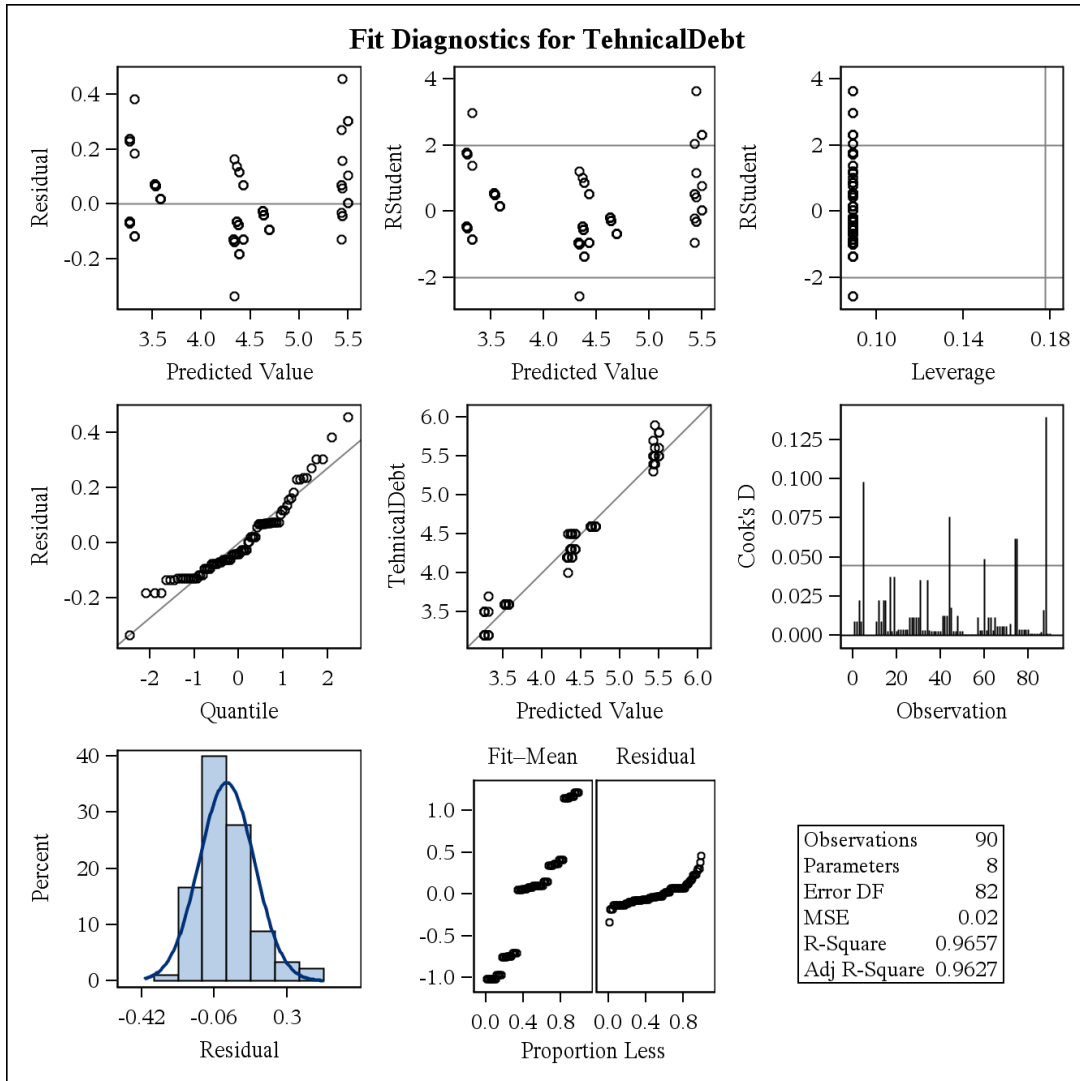 Fit Diagnostics for TehnicalDebt
0.4
0.2
0.0
-0.2
Residual
3.5 4.0 4.5 5.0 5.5
Predicted Value
4
2
0
-2
RStudent
3.5 4.0 4.5 5.0 5.5
Predicted Value
4
2
0
-2
RStudent
0.10 0.14 0.18
Leverage
0.4
0.2
0.0
-0.2
Residual
-2 -1 0 1 2
Quantile
6.0
5.5
5.0
4.5
4.0
3.5
TehnicalDebt
3.5 4.0 4.5 5.0 5.5 6.0
Predicted Value
0.125
0.100
0.075
0.050
0.025
0.000
Cook's D
0 20 40 60 80
Observation
40
30
20
10
0
Percent
-0.42 -0.06 0.3
Residual
Fit–Mean Residual
1.0
0.5
0.0
-0.5
-1.0
0.0 0.4 0.8 0.0 0.4 0.8
Proportion Less
Observations 90
Parameters 8
Error DF 82
MSE 0.02
R-Square 0.9657
Adj R-Square 0.9627